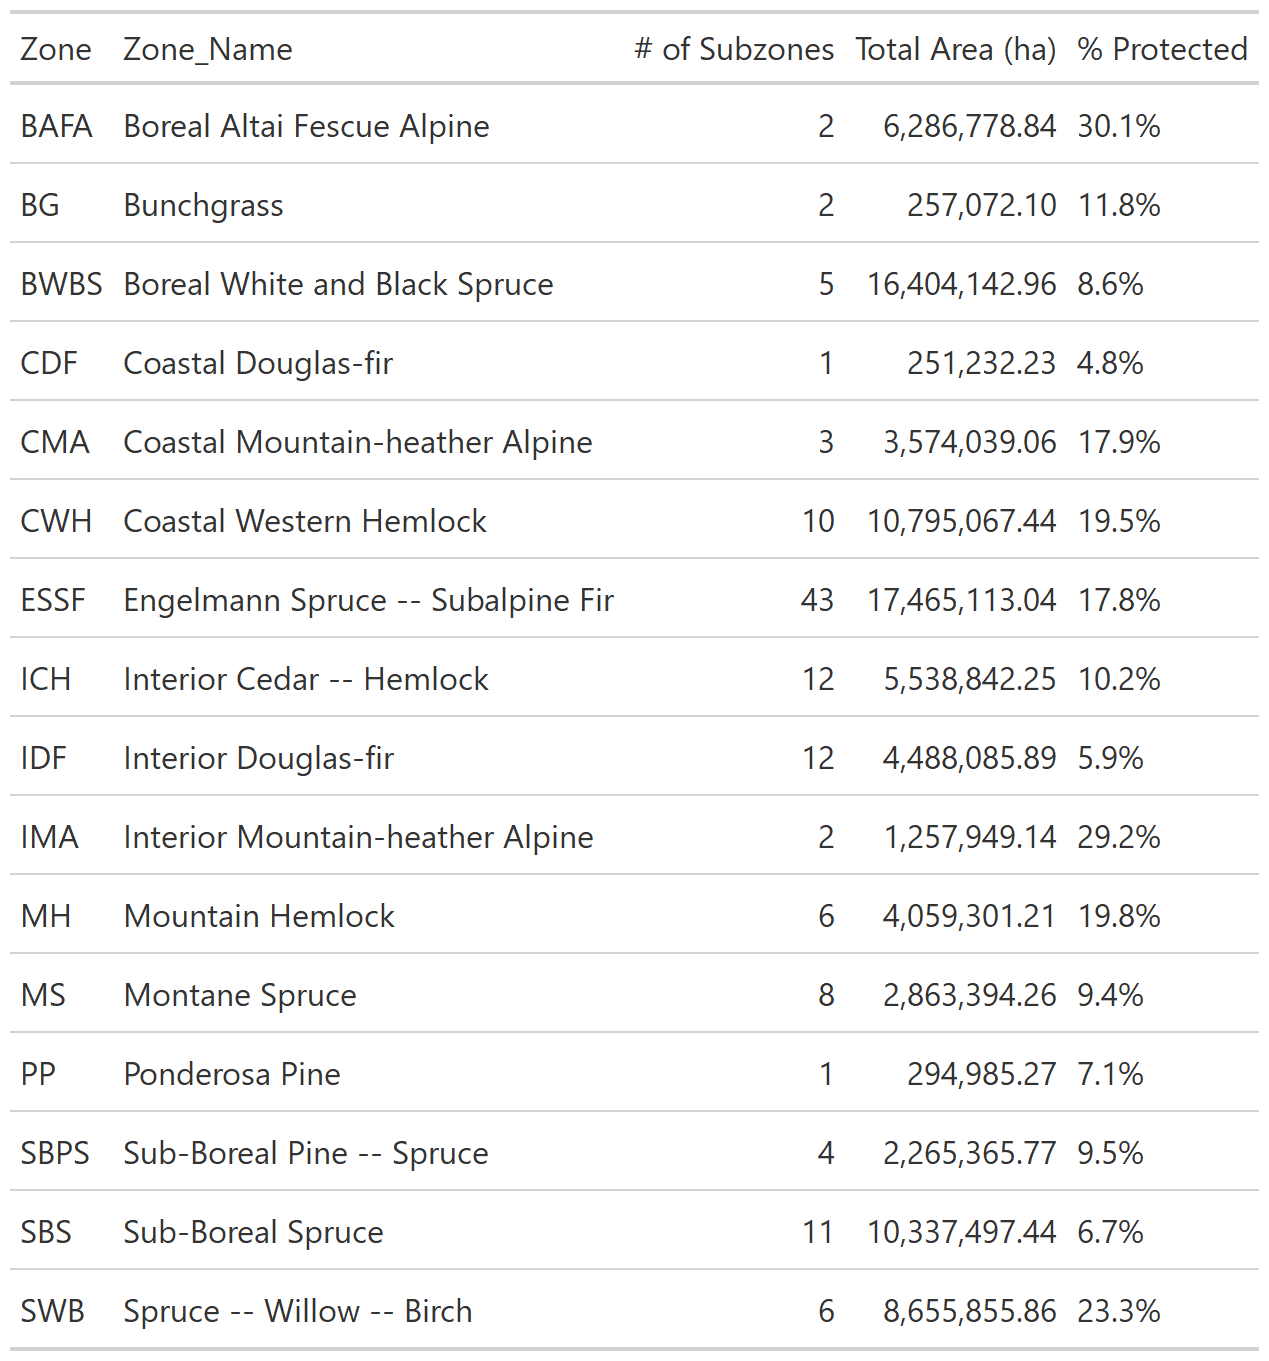 Zone Zone_Name # of Subzones Total Area (ha) % Protected
BAFA Boreal Altai Fescue Alpine 2 6,286,778.84 30.1%
BG Bunchgrass 2 257,072.10 11.8%
BWBS Boreal White and Black Spruce 5 16,404,142.96 8.6%
CDF Coastal Douglas-fir 1 251,232.23 4.8%
CMA Coastal Mountain-heather Alpine 3 3,574,039.06 17.9%
CWH Coastal Western Hemlock 10 10,795,067.44 19.5%
ESSF Engelmann Spruce -- Subalpine Fir 43 17,465,113.04 17.8%
ICH Interior Cedar -- Hemlock 12 5,538,842.25 10.2%
IDF Interior Douglas-fir 12 4,488,085.89 5.9%
IMA Interior Mountain-heather Alpine 2 1,257,949.14 29.2%
MH Mountain Hemlock 6 4,059,301.21 19.8%
MS Montane Spruce 8 2,863,394.26 9.4%
PP Ponderosa Pine 1 294,985.27 7.1%
SBPS Sub-Boreal Pine -- Spruce 4 2,265,365.77 9.5%
SBS Sub-Boreal Spruce 11 10,337,497.44 6.7%
SWB Spruce -- Willow -- Birch 6 8,655,855.86 23.3%